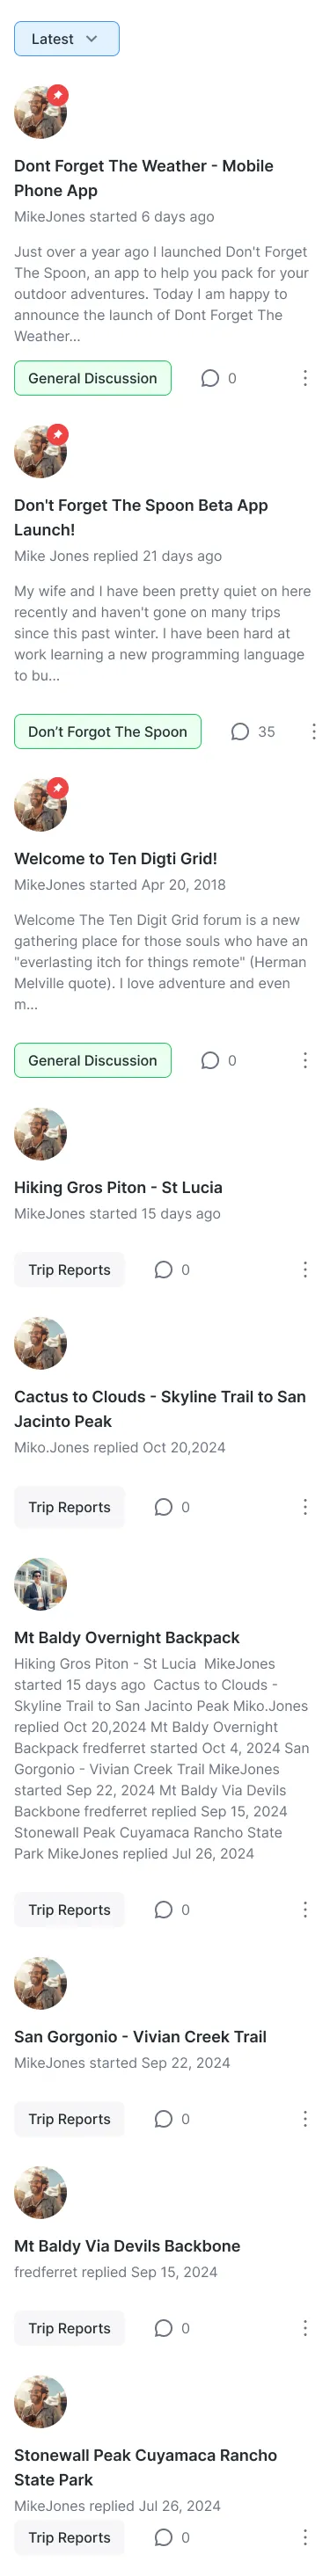 Latest
Dont Forget The Weather - Mobile
Phone App
MikeJones started 6 days ago
Just over a year ago I launched Don't Forget
The Spoon, an app to help you pack for your
outdoor adventures. Today I am happy to
announce the launch of Dont Forget The
Weather...
General Discussion 0
Don't Forget The Spoon Beta App
Launch!
Mike Jones replied 21 days ago
My wife and I have been pretty quiet on here
recently and haven't gone on many trips
since this past winter. I have been hard at
work learning a new programming language
to bu...
Don't Forgot The Spoon 35
Welcome to Ten Digti Grid!
MikeJones started Apr 20, 2018
Welcome The Ten Digit Grid forum is a new
gathering place for those souls who have an
"everlasting itch for things remote" (Herman
Melville quote). I love adventure and even
m...
General Discussion 0
Hiking Gros Piton - St Lucia
MikeJones started 15 days ago
Trip Reports 0
Cactus to Clouds - Skyline Trail to San
Jacinto Peak
Miko.Jones replied Oct 20,2024
Trip Reports 0
Mt Baldy Overnight Backpack
Hiking Gros Piton - St Lucia  MikeJones
started 15 days ago  Cactus to Clouds -
Skyline Trail to San Jacinto Peak Miko.Jones
replied Oct 20,2024 Mt Baldy Overnight
Backpack fredferret started Oct 4, 2024 San
Gorgonio - Vivian Creek Trail MikeJones
started Sep 22, 2024 Mt Baldy Via Devils
Backbone fredferret replied Sep 15, 2024
Stonewall Peak Cuyamaca Rancho State
Park MikeJones replied Jul 26, 2024
Trip Reports 0
San Gorgonio - Vivian Creek Trail
MikeJones started Sep 22, 2024
Trip Reports 0
Mt Baldy Via Devils Backbone
fredferret replied Sep 15, 2024
Trip Reports 0
Stonewall Peak Cuyamaca Rancho
State Park
MikeJones replied Jul 26, 2024
Trip Reports 0